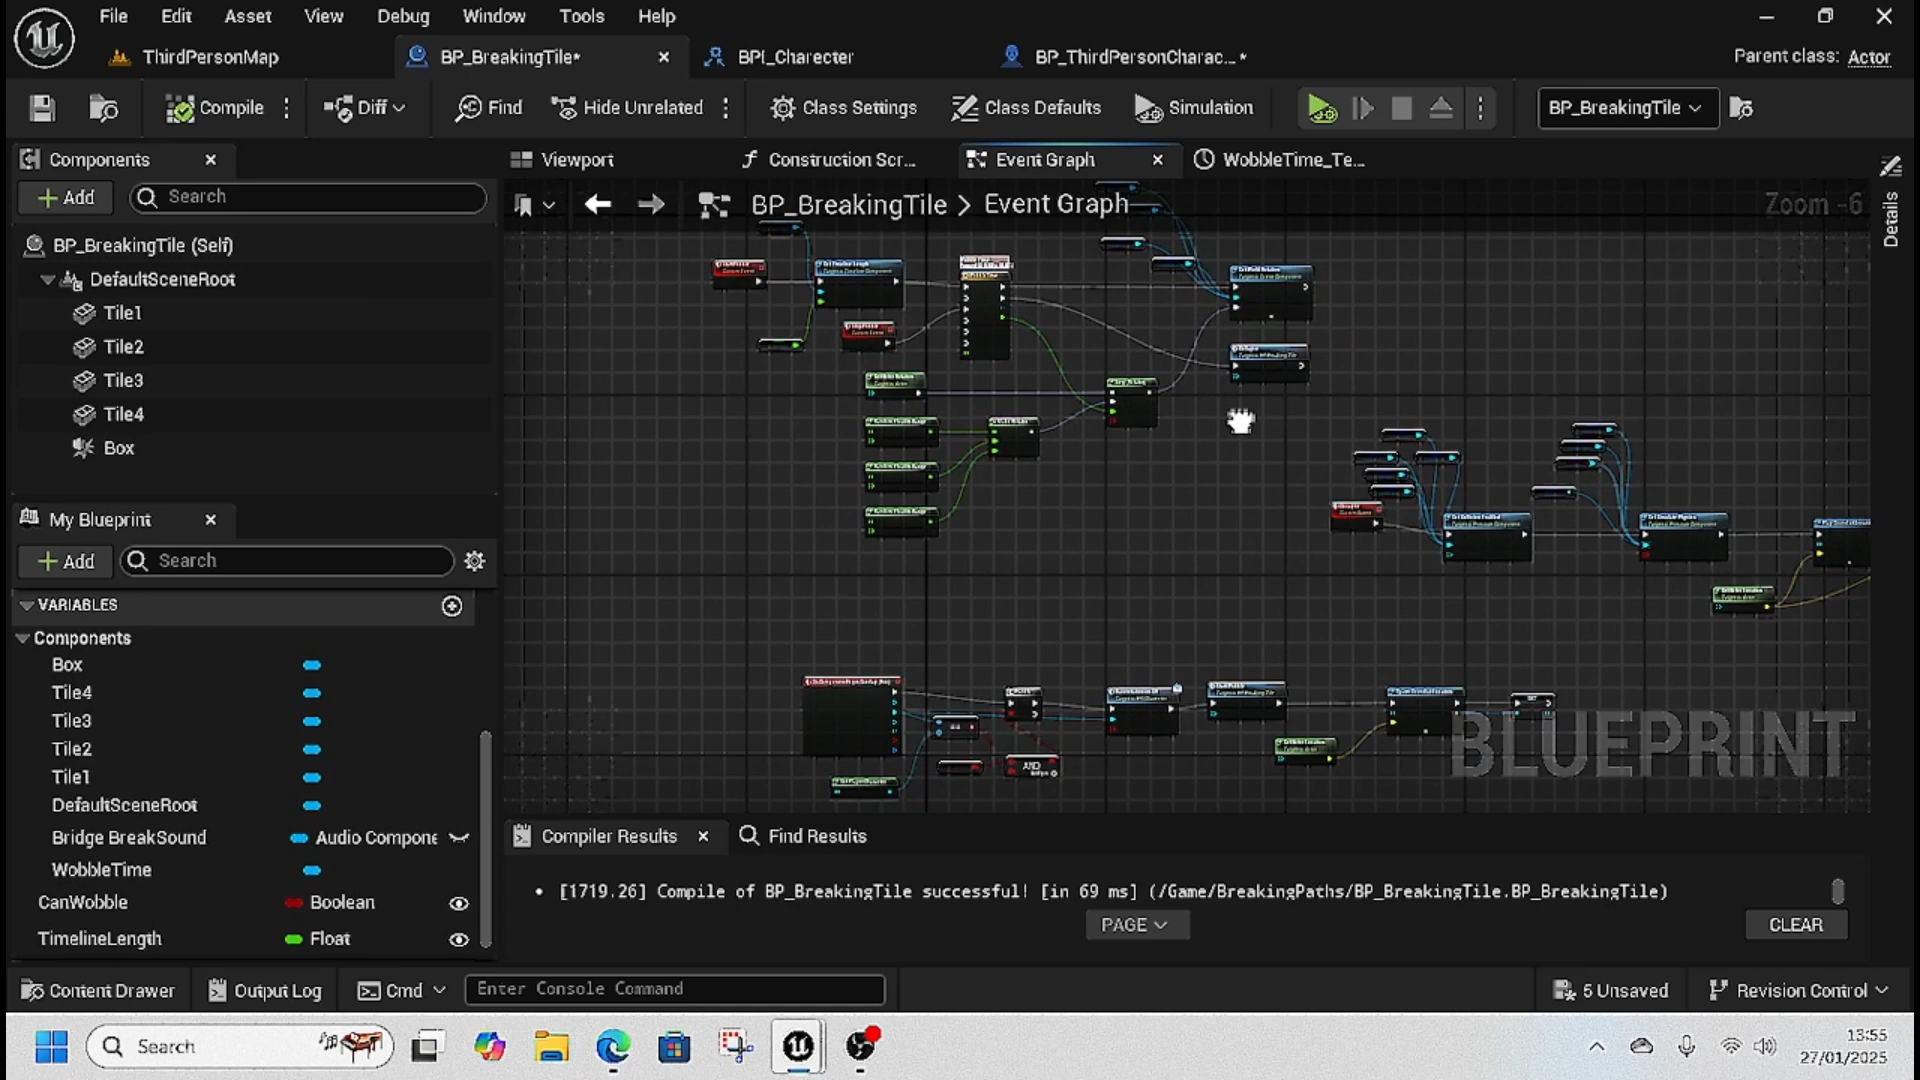 File Edit Asset View Debug Window Tools Help
ThirdPersonMap
BP_BreakingTile*
BPI_Charecter
BP_ThirdPersonCharac...*
Parent class: Actor
Compile
Diff
Find
Hide Unrelated
Class Settings
Class Defaults
Simulation
BP_BreakingTile
Components
Viewport
Construction Scr...
Event Graph
WobbleTime_Te...
Add
Search
BP_BreakingTile > Event Graph
Zoom -6
Details
BP_BreakingTile (Self)
DefaultSceneRoot
Tile1
Tile2
Tile3
Tile4
Box
My Blueprint
Add
Search
VARIABLES
Components
Box
Tile4
Tile3
Tile2
Tile1
DefaultSceneRoot
Bridge BreakSound Audio Compone
WobbleTime
CanWobble Boolean
TimelineLength Float
AND
BLUEPRINT
Compiler Results
Find Results
• [1719.26] Compile of BP_BreakingTile successful! [in 69 ms] (/Game/BreakingPaths/BP_BreakingTile.BP_BreakingTile)
PAGE
CLEAR
Content Drawer
Output Log
Cmd
Enter Console Command
5 Unsaved
Revision Control
Search
13:55
27/01/2025